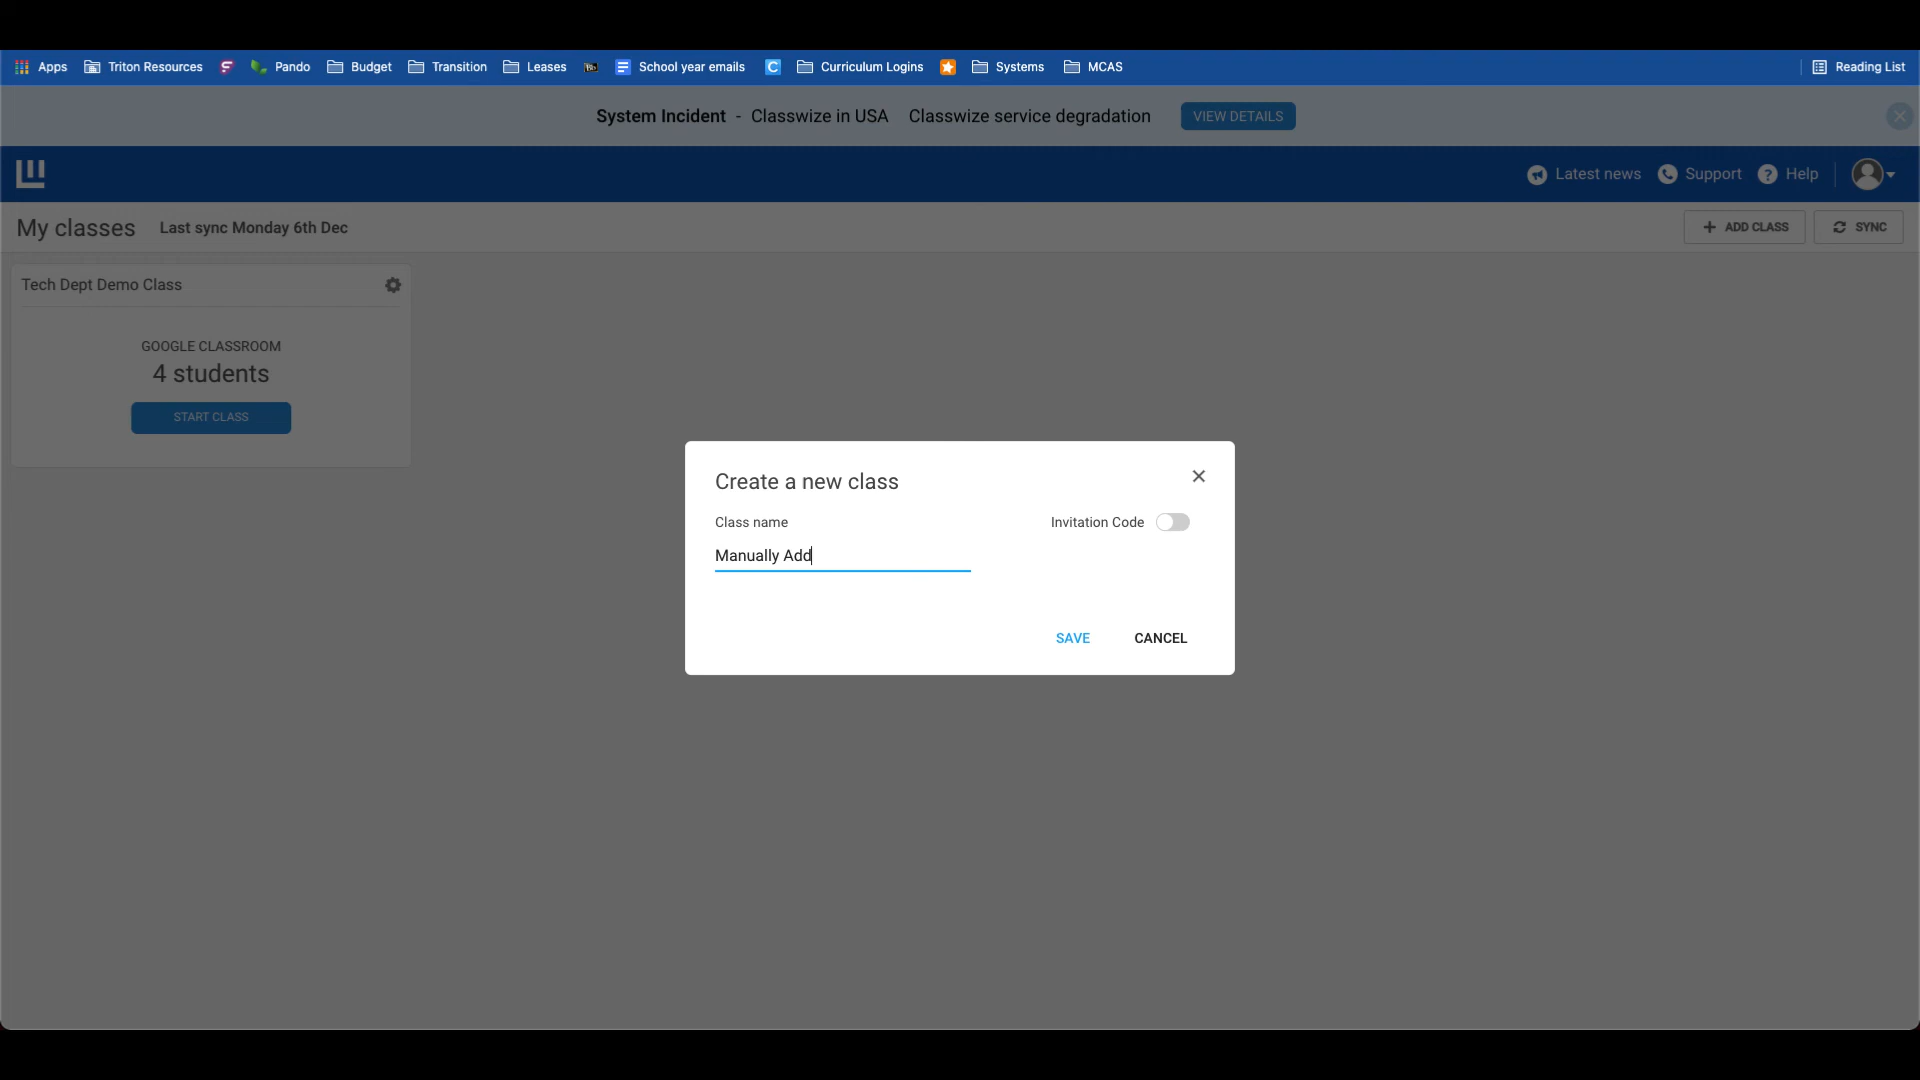 Apps Triton Resources Pando Budget Transition Leases School year emails C Curriculum Logins Systems MCAS Reading List
System Incident - Classwize in USA Classwize service degradation VIEW DETAILS
Latest news Support ? Help
My classes Last sync Monday 6th Dec + ADD CLASS SYNC
Tech Dept Demo Class
GOOGLE CLASSROOM
4 students
START CLASS
Create a new class
Class name Invitation Code
Manually Add
SAVE CANCEL